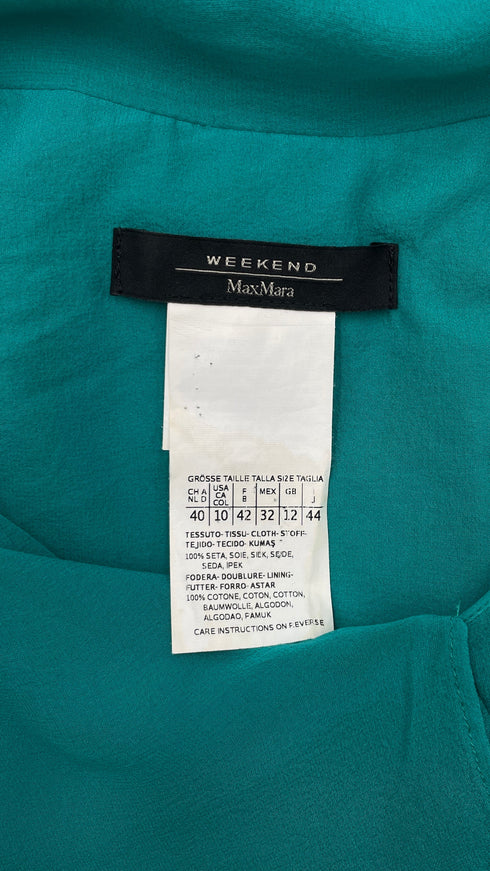 WEEKEND
MaxMara
GRÖSSE TAILLE TALLA SIZE TAGLIA
CH A NL D USA CA COL F B MEX GB I J
40 10 42 32 12 44
TESSUTO- TISSU- CLOTH- STOFF-
TEJIDO- TECIDO- KUMAŞ
100% SETA, SOIE, SILK, SEIDE,
SEDA, IPEK
FODERA- DOUBLURE- LINING-
FUTTER- FORRO- ASTAR
100% COTONE, COTON, COTTON,
BAUMWOLLE, ALGODON,
ALGODAO, PAMUK
CARE INSTRUCTIONS ON REVERSE